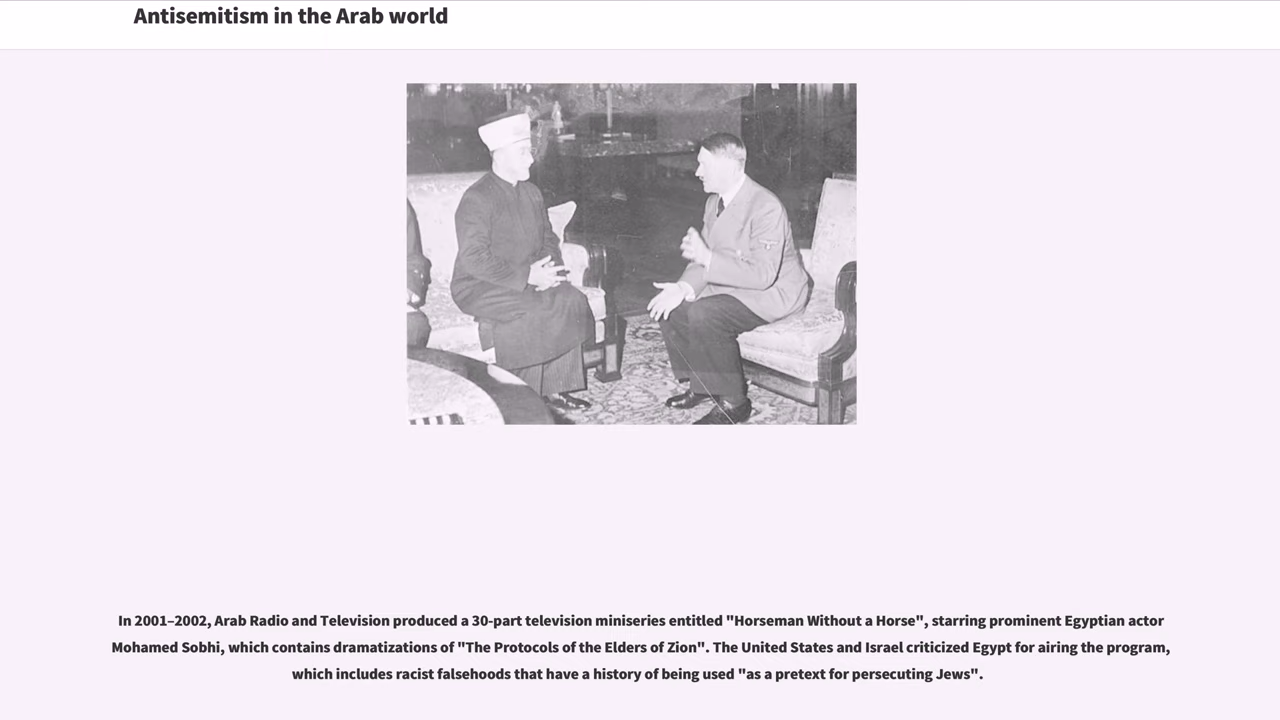 Antisemitism in the Arab world
In 2001–2002, Arab Radio and Television produced a 30-part television miniseries entitled "Horseman Without a Horse", starring prominent Egyptian actor
Mohamed Sobhi, which contains dramatizations of "The Protocols of the Elders of Zion". The United States and Israel criticized Egypt for airing the program,
which includes racist falsehoods that have a history of being used "as a pretext for persecuting Jews".